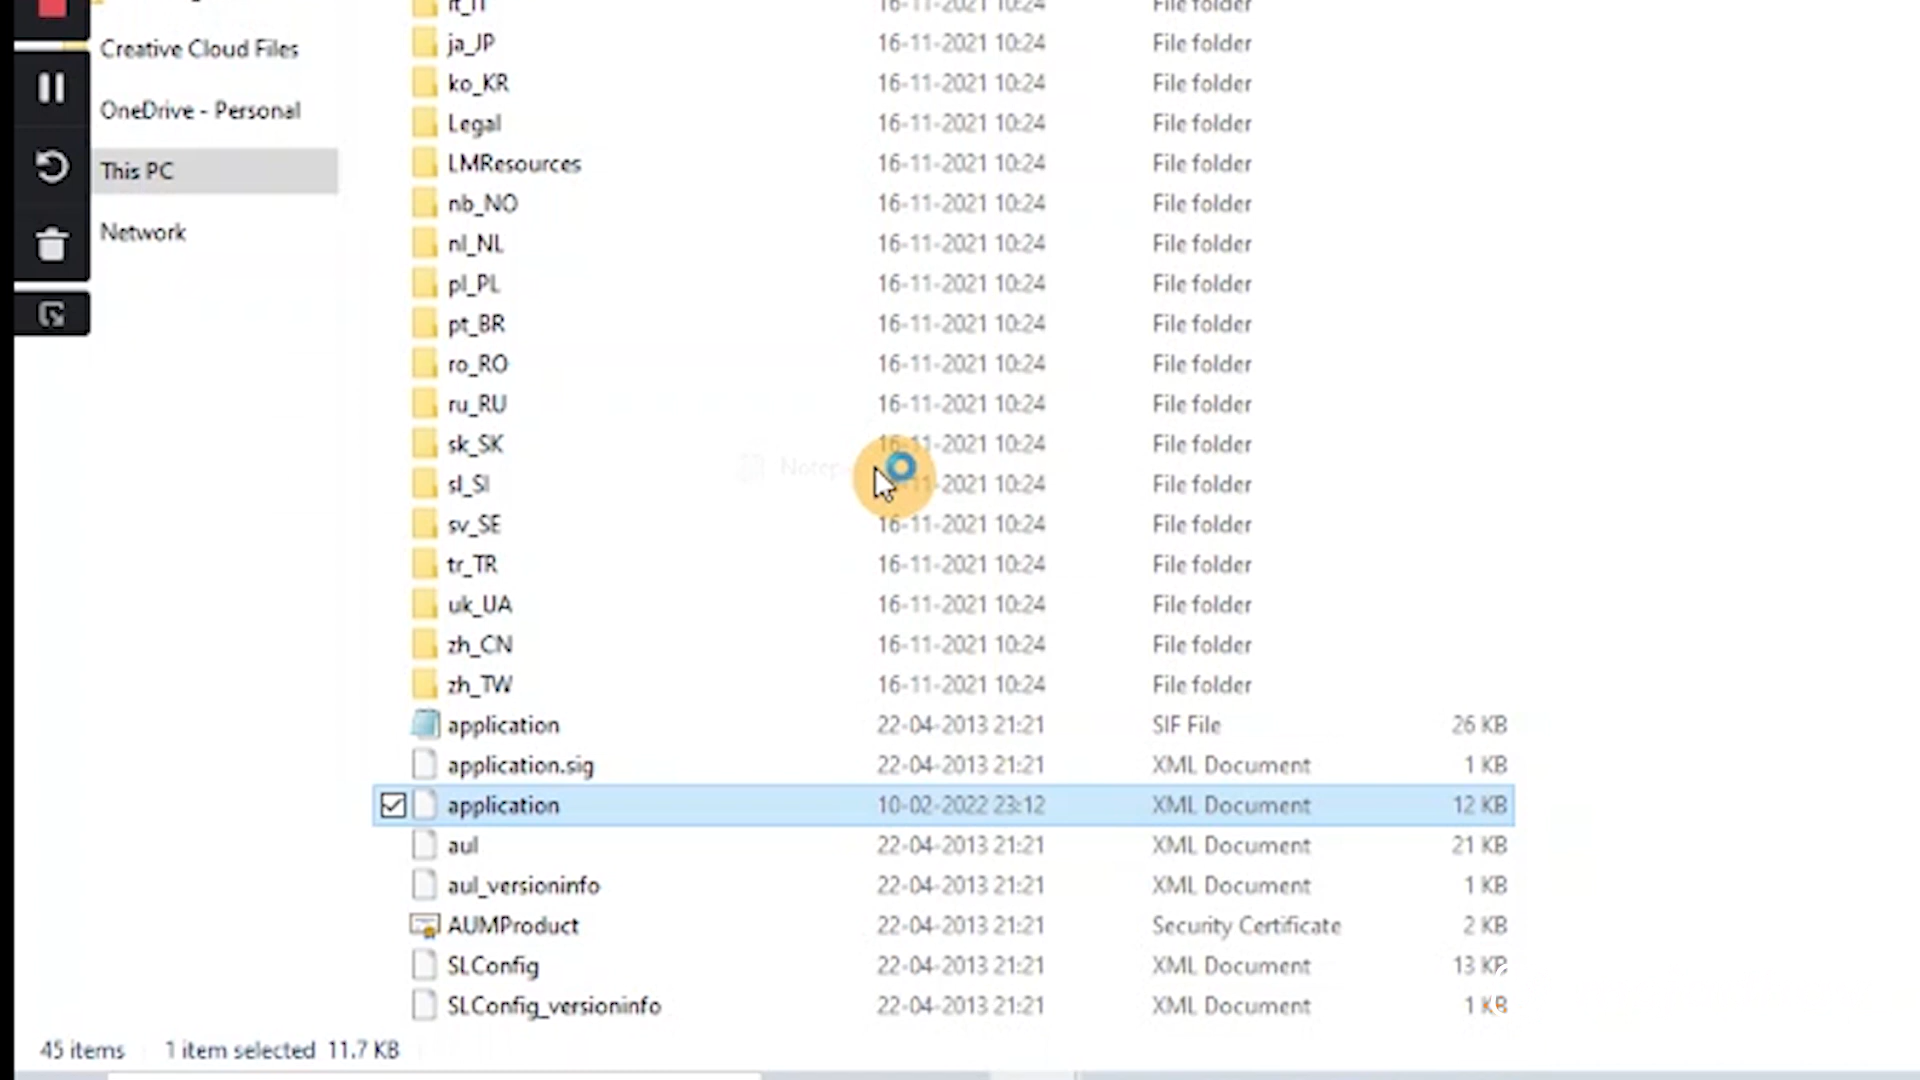 it_IT 16-11-2021 10:24 File folder
Creative Cloud Files
ja_JP 16-11-2021 10:24 File folder
ko_KR 16-11-2021 10:24 File folder
OneDrive - Personal
Legal 16-11-2021 10:24 File folder
This PC
LMResources 16-11-2021 10:24 File folder
nb_NO 16-11-2021 10:24 File folder
Network
nl_NL 16-11-2021 10:24 File folder
pl_PL 16-11-2021 10:24 File folder
pt_BR 16-11-2021 10:24 File folder
ro_RO 16-11-2021 10:24 File folder
ru_RU 16-11-2021 10:24 File folder
sk_SK 16-11-2021 10:24 File folder
sl_SI 11-2021 10:24 File folder
sv_SE 16-11-2021 10:24 File folder
tr_TR 16-11-2021 10:24 File folder
uk_UA 16-11-2021 10:24 File folder
zh_CN 16-11-2021 10:24 File folder
zh_TW 16-11-2021 10:24 File folder
application 22-04-2013 21:21 SIF File 26 KB
application.sig 22-04-2013 21:21 XML Document 1 KB
application 10-02-2022 23:12 XML Document 12 KB
aul 22-04-2013 21:21 XML Document 21 KB
aul_versioninfo 22-04-2013 21:21 XML Document 1 KB
AUMProduct 22-04-2013 21:21 Security Certificate 2 KB
SLConfig 22-04-2013 21:21 XML Document 13 KB
SLConfig_versioninfo 22-04-2013 21:21 XML Document 1 KB
45 items 1 item selected 11.7 KB